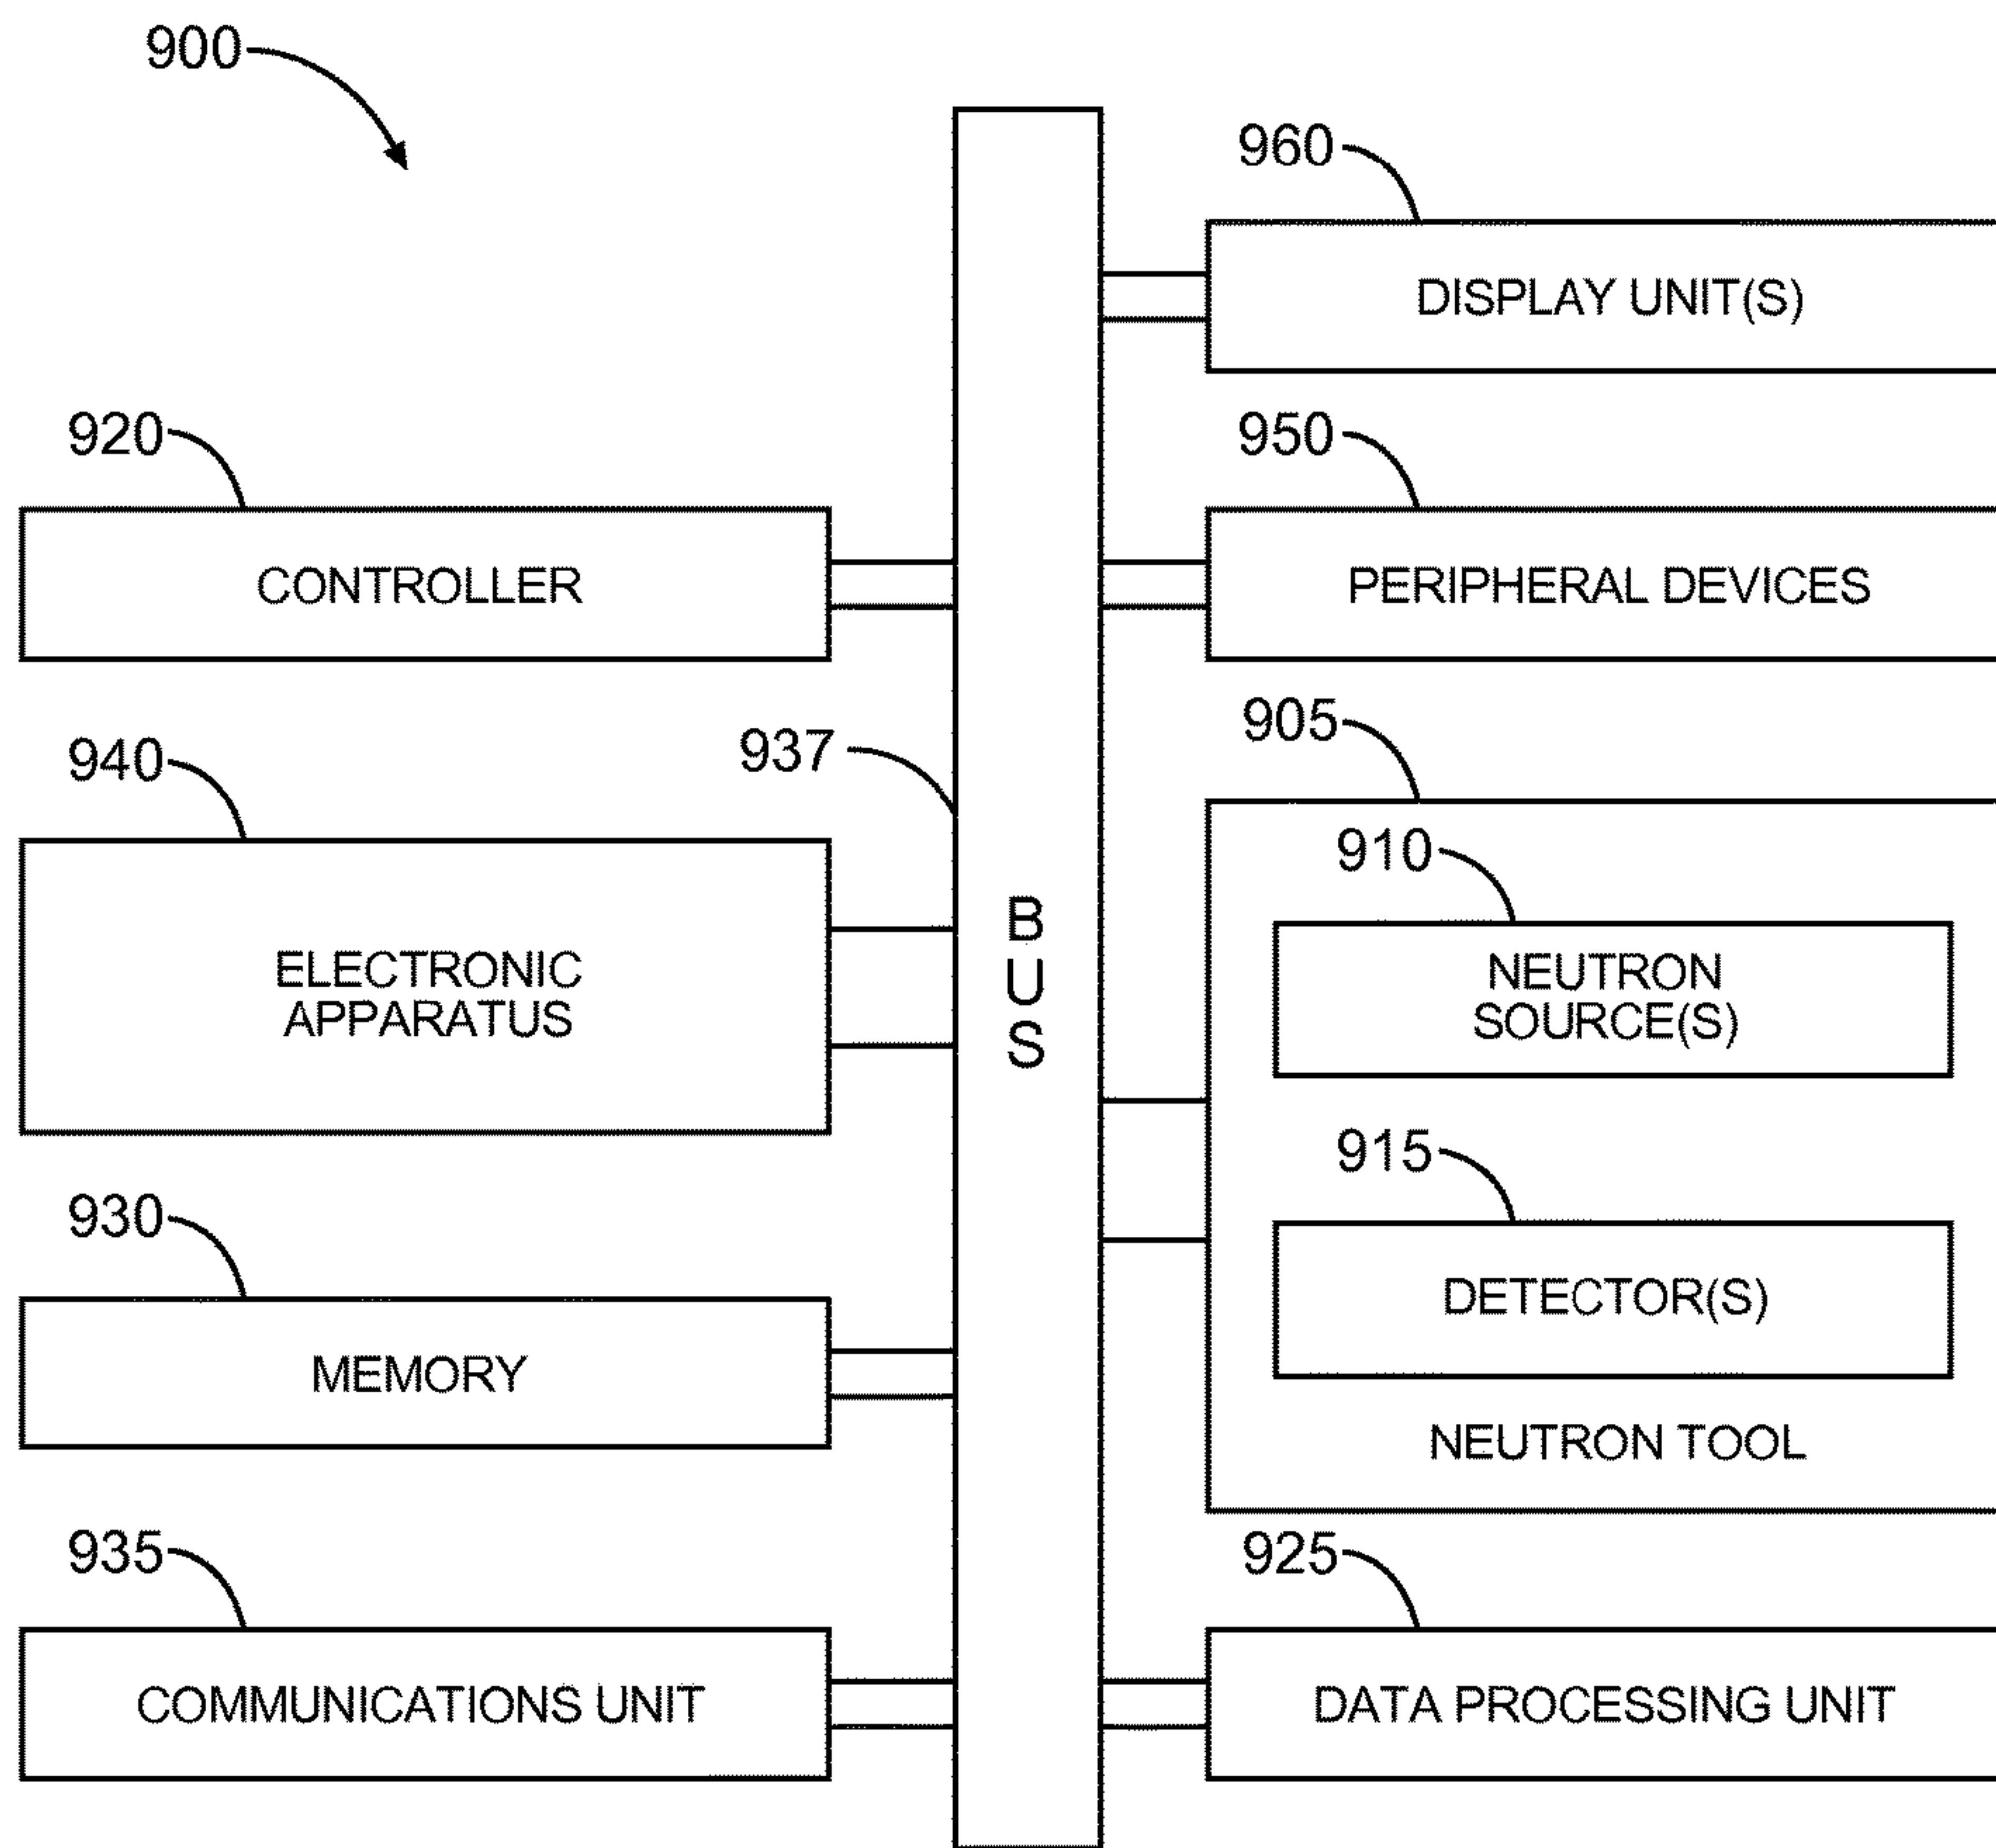 900
960
DISPLAY UNIT(S)
920
CONTROLLER
950
PERIPHERAL DEVICES
940
ELECTRONIC
APPARATUS
937
B
U
S
905
910
NEUTRON
SOURCE(S)
915
DETECTOR(S)
NEUTRON TOOL
930
MEMORY
935
COMMUNICATIONS UNIT
925
DATA PROCESSING UNIT